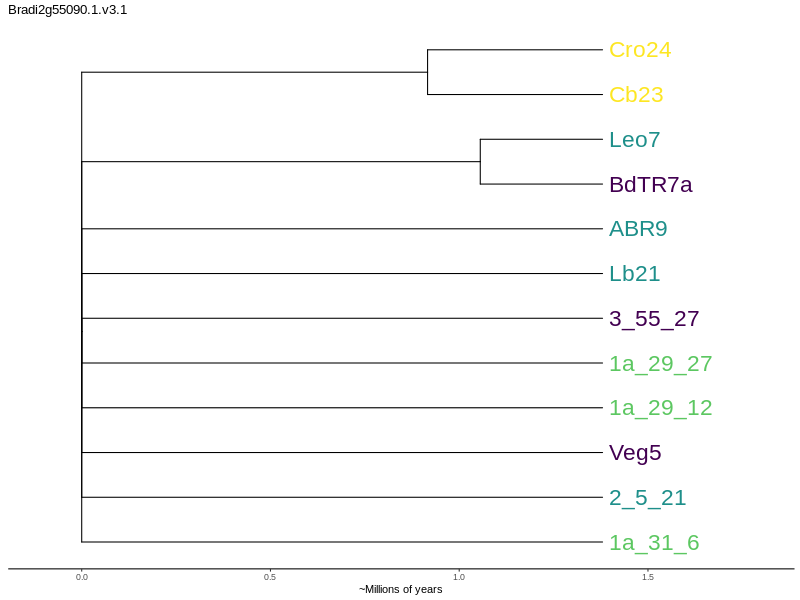 Bradi2g55090.1.v3.1
Cro24
Cb23
Leo7
BdTR7a
ABR9
Lb21
3_55_27
1a_29_27
1a_29_12
Veg5
2_5_21
1a_31_6
0.0 0.5 1.0 1.5
~Millions of years